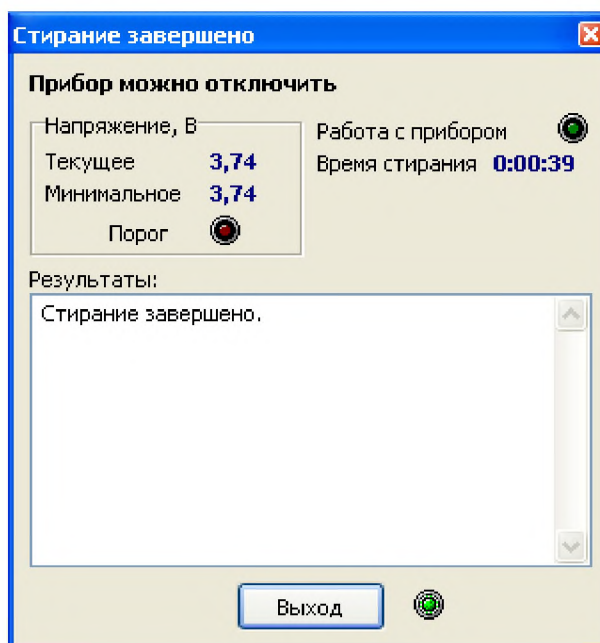 Стирание завершено
Прибор можно отключить
Напряжение, В
Текущее 3,74
Минимальное 3,74
Порог
Работа с прибором
Время стирания 0:00:39
Результаты:
Стирание завершено.
Выход